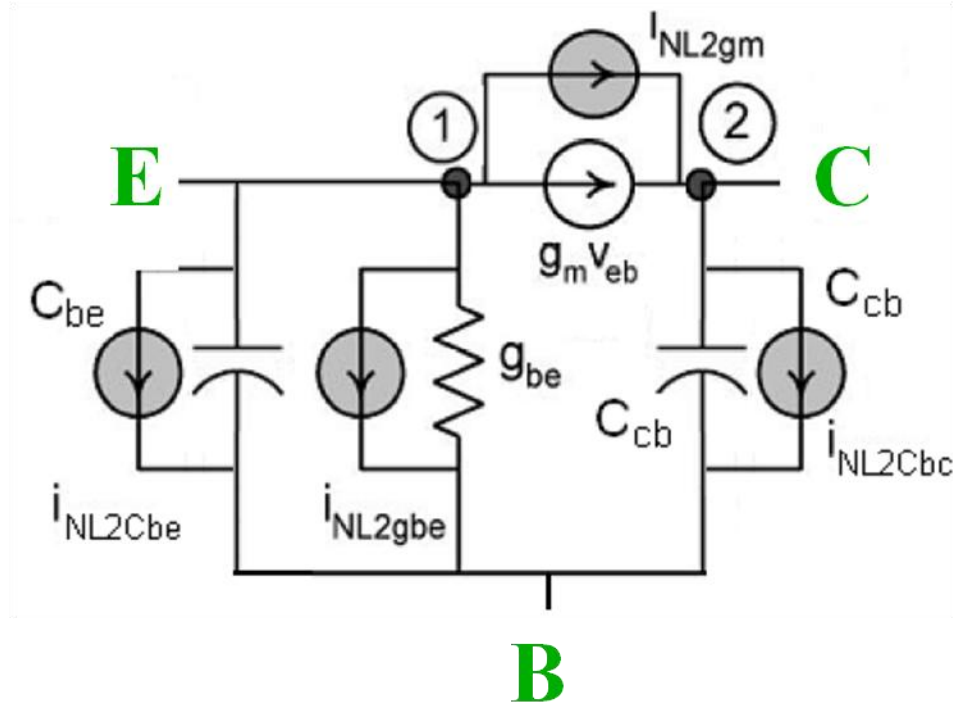 I_NL2gm
1
2
E
C
g_m v_eb
C_be
C_cb
g_be
C_cb
i_NL2Cbc
i_NL2Cbe
i_NL2gbe
B